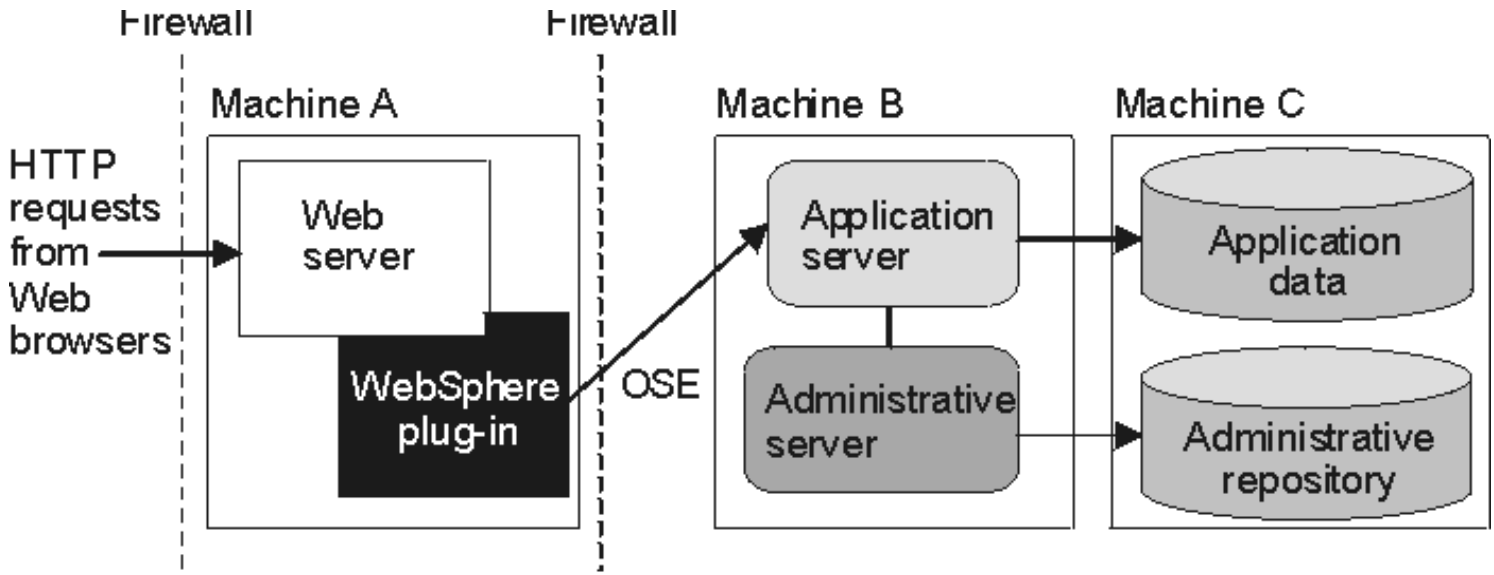 Firewall
Firewall
Machine A
Machine B
Machine C
HTTP
requests
from
Web
browsers
Web
server
WebSphere
plug-in
OSE
Application
server
Administrative
server
Application
data
Administrative
repository